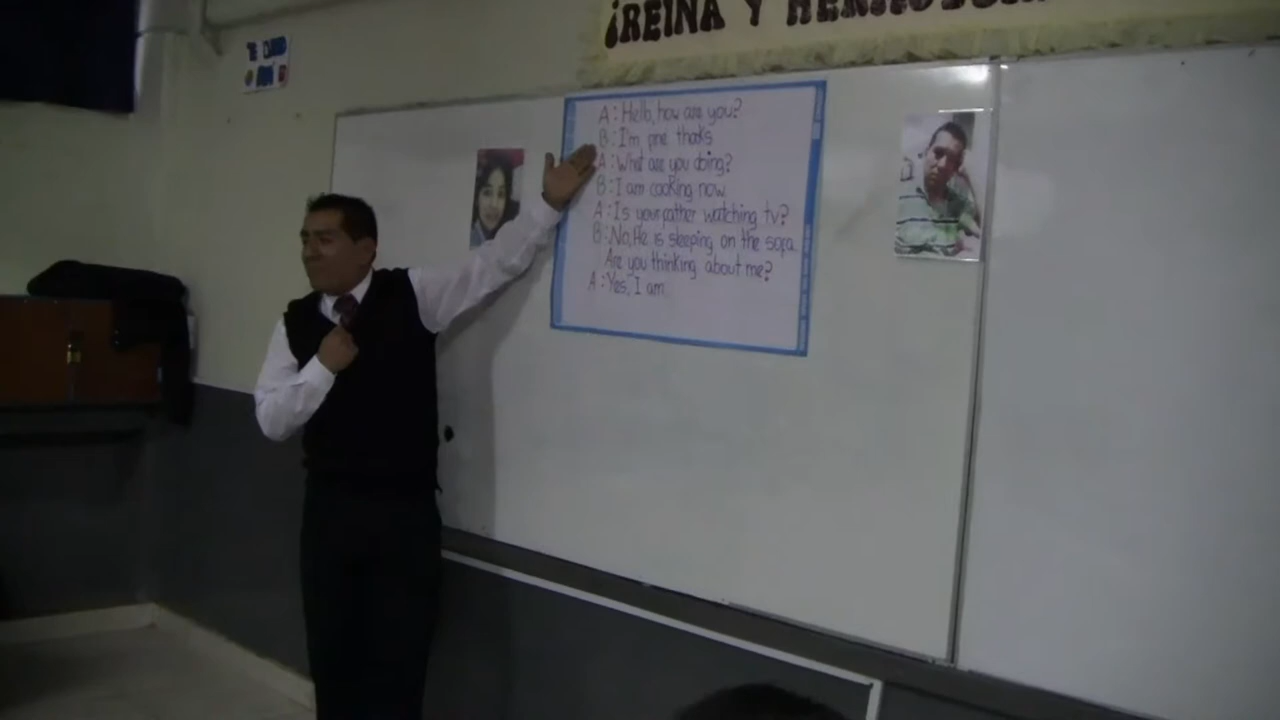 ¡REINA Y
A: Hello, how are you?
B: I'm fine thaks
A: What are you doing?
B: I am cooking now.
A: Is your father watching tv?
B: No, He is sleeping on the sofa.
Are you thinking about me?
A: Yes, I am